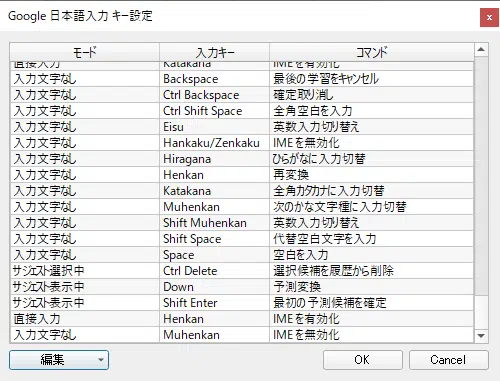 Google 日本語入力 キー設定
モード 入力キー コマンド
直接入力 Katakana IMEを有効化
入力文字なし Backspace 最後の学習をキャンセル
入力文字なし Ctrl Backspace 確定取り消し
入力文字なし Ctrl Shift Space 全角空白を入力
入力文字なし Eisu 英数入力切り替え
入力文字なし Hankaku/Zenkaku IMEを無効化
入力文字なし Hiragana ひらがなに入力切替
入力文字なし Henkan 再変換
入力文字なし Katakana 全角カタカナに入力切替
入力文字なし Muhenkan 次のかな文字種に入力切替
入力文字なし Shift Muhenkan 英数入力切り替え
入力文字なし Shift Space 代替空白文字を入力
入力文字なし Space 空白を入力
サジェスト選択中 Ctrl Delete 選択候補を履歴から削除
サジェスト表示中 Down 予測変換
サジェスト表示中 Shift Enter 最初の予測候補を確定
直接入力 Henkan IMEを有効化
入力文字なし Muhenkan IMEを無効化
編集 OK Cancel